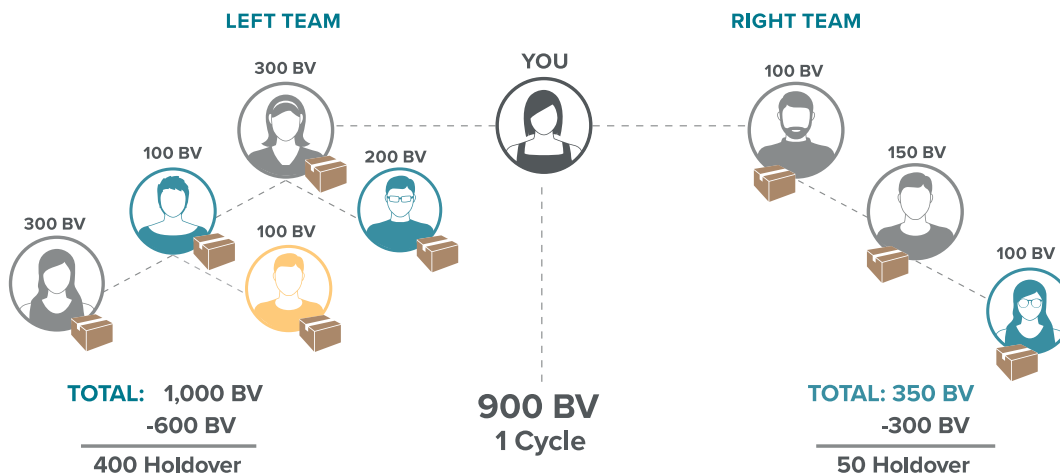 LEFT TEAM
RIGHT TEAM
YOU
300 BV
100 BV
100 BV
200 BV
150 BV
300 BV
100 BV
100 BV
TOTAL: 1,000 BV
-600 BV
400 Holdover
900 BV
1 Cycle
TOTAL: 350 BV
-300 BV
50 Holdover